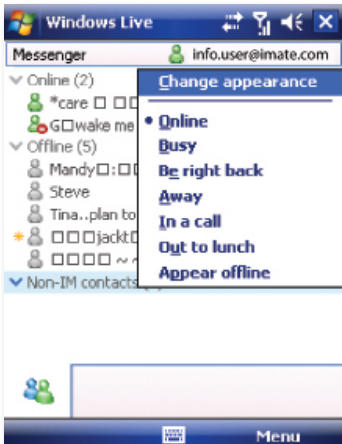 Windows Live
Messenger info.user@imate.com
Change appearance
Online (2)
*care
wake me
Online
Busy
Offline (5)
Be right back
Mandy
Away
Steve
In a call
Tina..plan to
Out to lunch
jackt
~ ~
Appear offline
Non-IM contacts
Menu